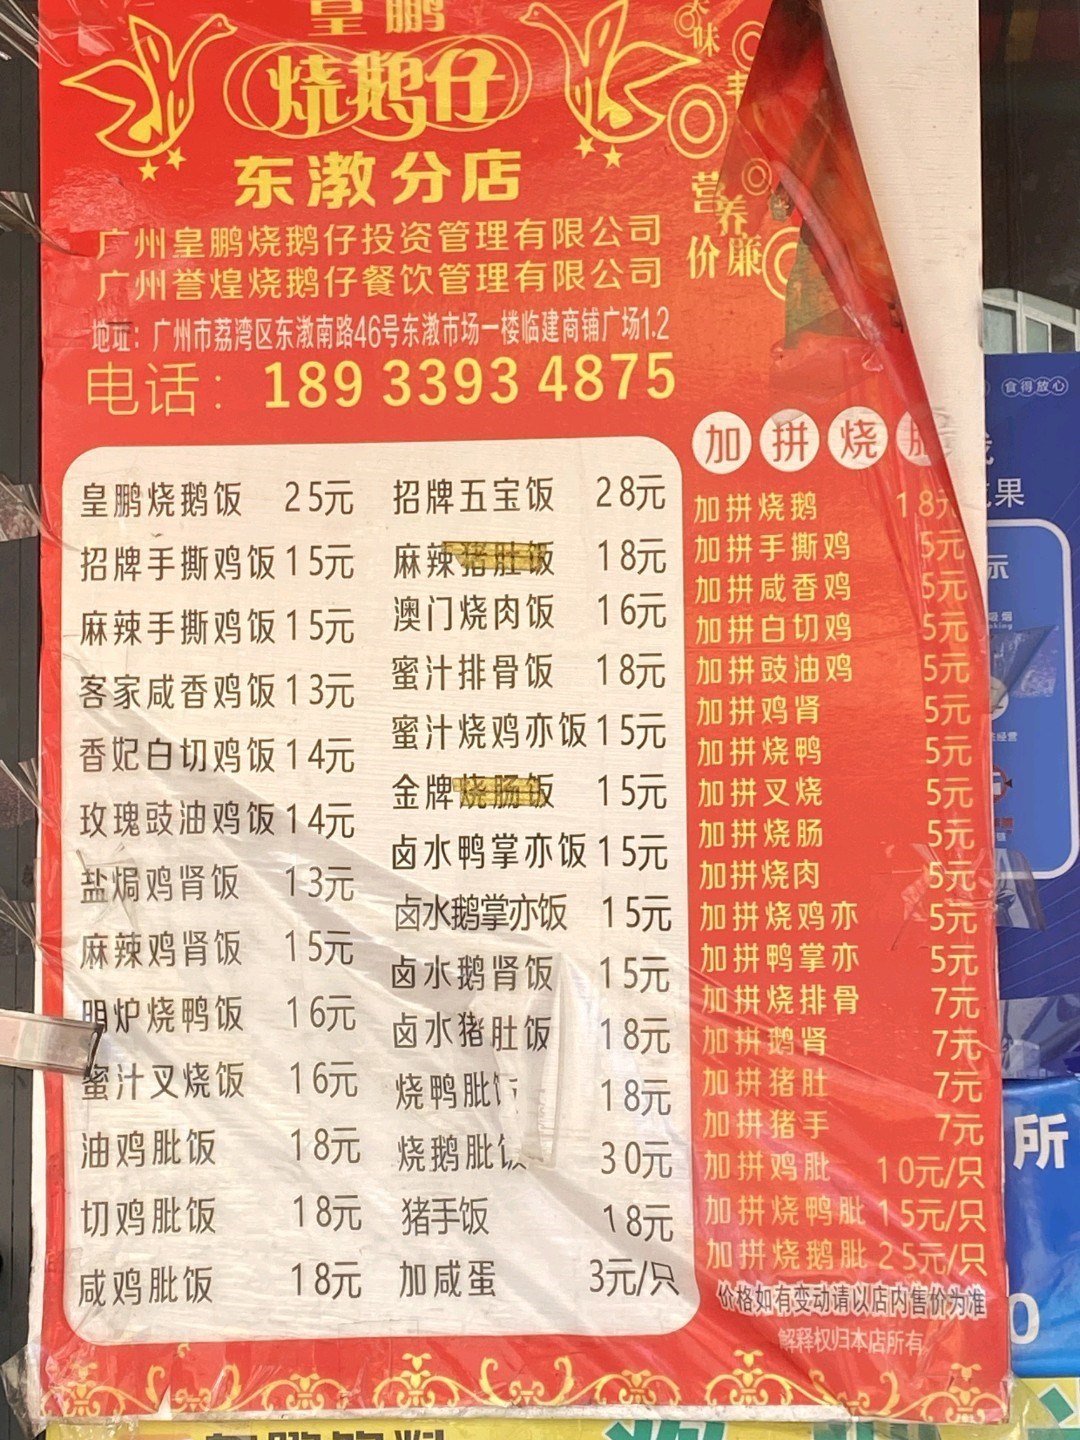 皇鹏
烧鹅仔
东漖分店
味
营养
价廉
广州皇鹏烧鹅仔投资管理有限公司
广州誉煌烧鹅仔餐饮管理有限公司
地址：广州市荔湾区东漖南路46号东漖市场一楼临建商铺广场1.2
电话：189 3393 4875
皇鹏烧鹅饭 25元
招牌手撕鸡饭 15元
麻辣手撕鸡饭 15元
客家咸香鸡饭 13元
香妃白切鸡饭 14元
玫瑰豉油鸡饭 14元
盐焗鸡肾饭 13元
麻辣鸡肾饭 15元
明炉烧鸭饭 16元
蜜汁叉烧饭 16元
油鸡肶饭 18元
切鸡肶饭 18元
咸鸡肶饭 18元
招牌五宝饭 28元
麻辣猪肚饭 18元
澳门烧肉饭 16元
蜜汁排骨饭 18元
蜜汁烧鸡亦饭 15元
金牌烧肠饭 15元
卤水鸭掌亦饭 15元
卤水鹅掌亦饭 15元
卤水鹅肾饭 15元
卤水猪肚饭 18元
烧鸭肶 18元
烧鹅肶饭 30元
猪手饭 18元
加咸蛋 3元/只
加拼烧
加拼烧鹅 18元
加拼手撕鸡 5元
加拼咸香鸡 5元
加拼白切鸡 5元
加拼豉油鸡 5元
加拼鸡肾 5元
加拼烧鸭 5元
加拼叉烧 5元
加拼烧肠 5元
加拼烧肉 5元
加拼烧鸡亦 5元
加拼鸭掌亦 5元
加拼烧排骨 7元
加拼鹅肾 7元
加拼猪肚 7元
加拼猪手 7元
加拼鸡肶 10元/只
加拼烧鸭肶 15元/只
加拼烧鹅肶 25元/只
价格如有变动请以店内售价为准
解释权归本店所有
食得放心
果
示
所
0